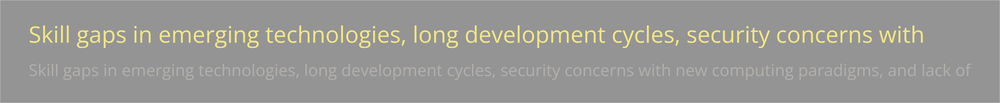 Skill gaps in emerging technologies, long development cycles, security concerns with
Skill gaps in emerging technologies, long development cycles, security concerns with new computing paradigms, and lack of